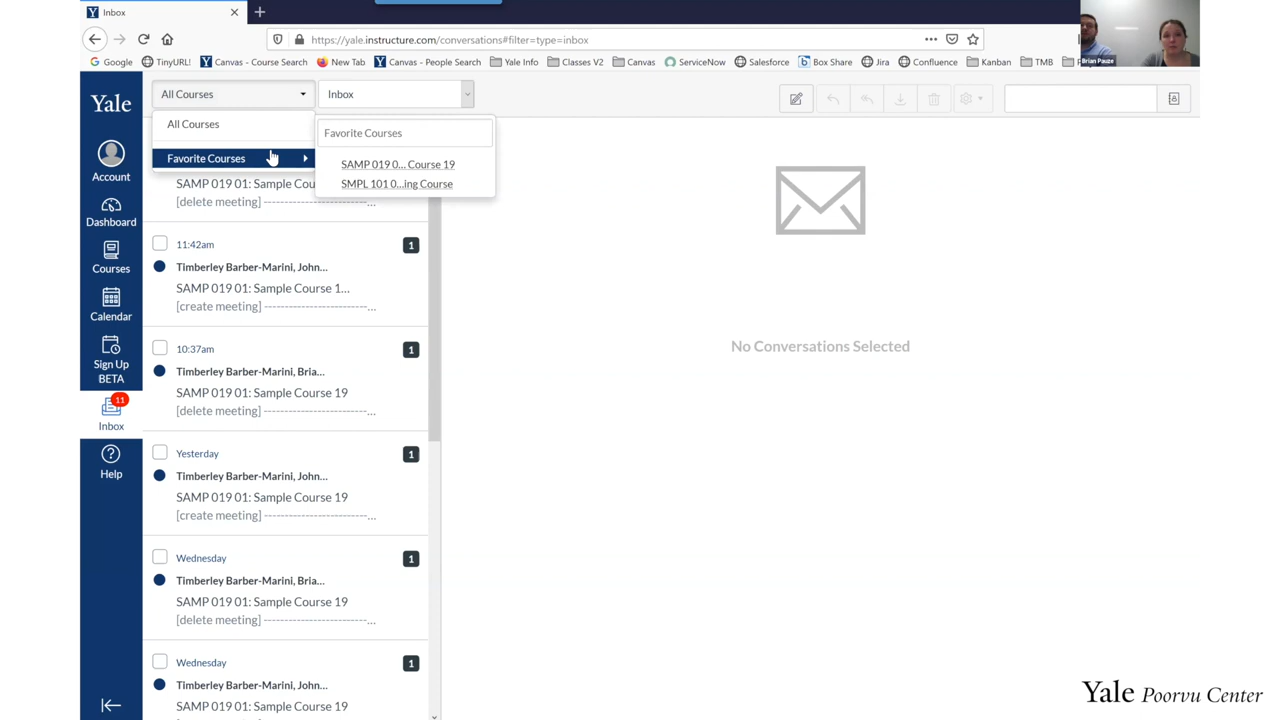 Inbox
https://yale.instructure.com/conversations#filter=type=inbox
Google
TinyURL!
Canvas - Course Search
New Tab
Canvas - People Search
Yale Info
Classes V2
Canvas
ServiceNow
Salesforce
Box Share
Jira
Confluence
Kanban
TMB
Brian Pauze
Yale
Account
Dashboard
Courses
Calendar
Sign Up
BETA
11
Inbox
Help
All Courses
Inbox
All Courses
Favorite Courses
Favorite Courses
SAMP 019 0... Course 19
SMPL 101 0...ing Course
SAMP 019 01: Sample Cou
[delete meeting] --------------------------...
11:42am
1
Timberley Barber-Marini, John...
SAMP 019 01: Sample Course 1...
[create meeting] --------------------------...
10:37am
1
Timberley Barber-Marini, Bria...
SAMP 019 01: Sample Course 19
[delete meeting] --------------------------...
Yesterday
1
Timberley Barber-Marini, John...
SAMP 019 01: Sample Course 19
[create meeting] --------------------------...
Wednesday
1
Timberley Barber-Marini, Bria...
SAMP 019 01: Sample Course 19
[delete meeting] --------------------------...
Wednesday
1
Timberley Barber-Marini, John...
SAMP 019 01: Sample Course 19
No Conversations Selected
Yale Poorvu Center